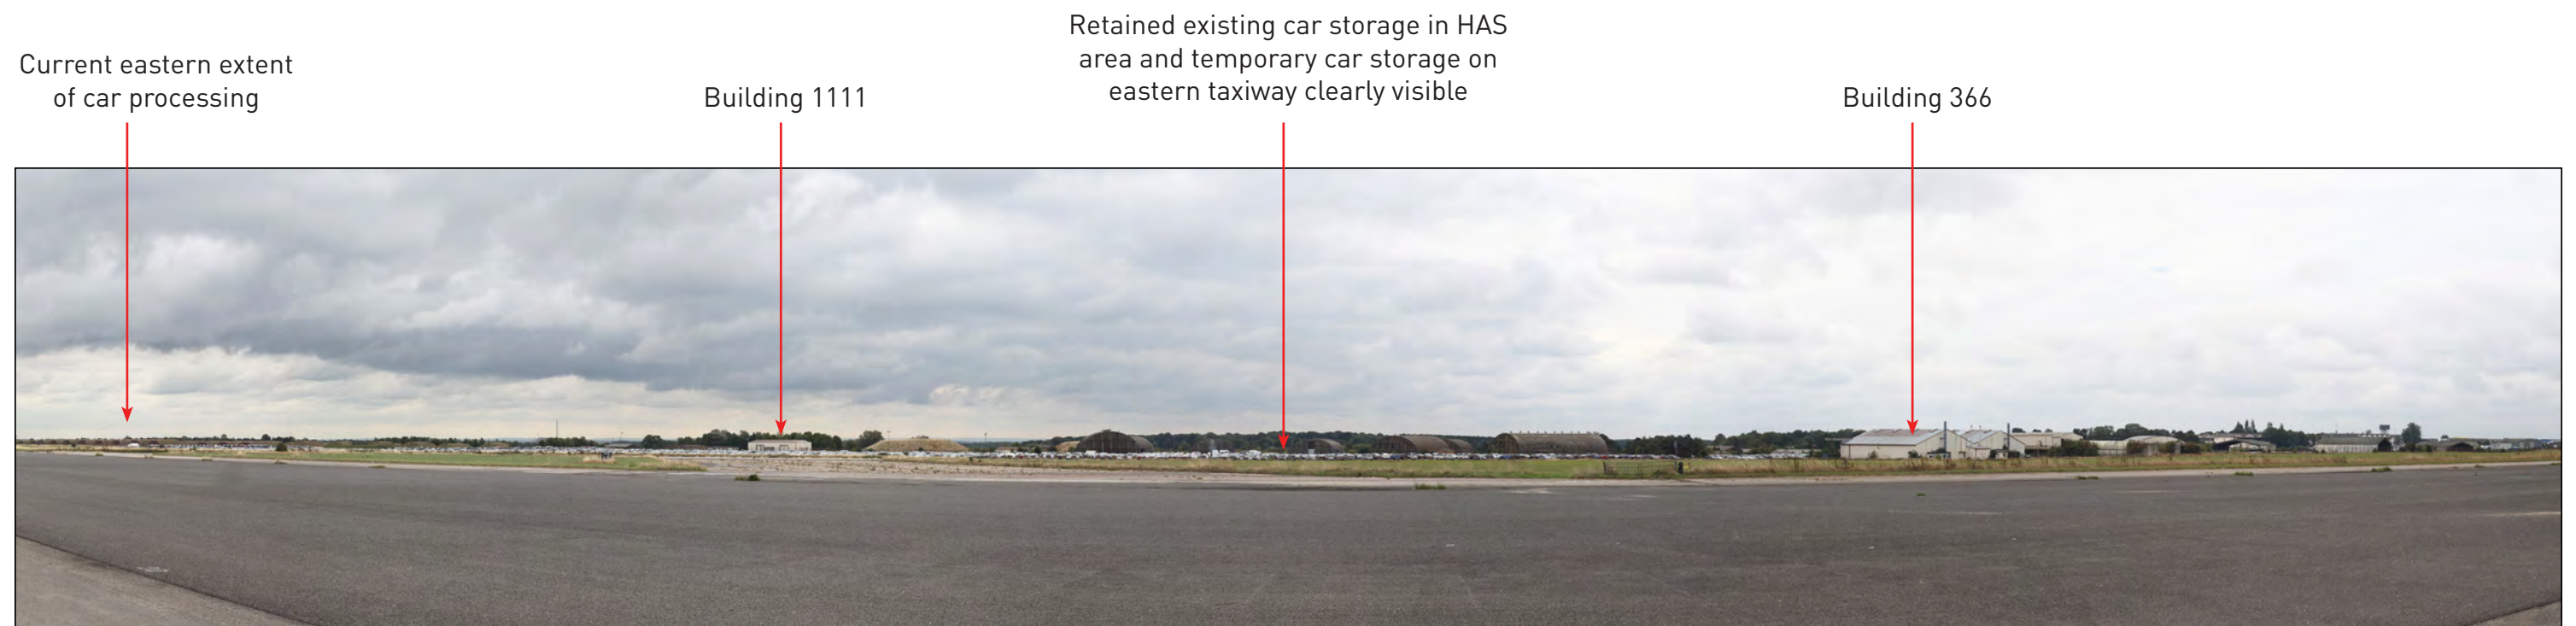 Current eastern extent
of car processing
Building 1111
Retained existing car storage in HAS
area and temporary car storage on
eastern taxiway clearly visible
Building 366